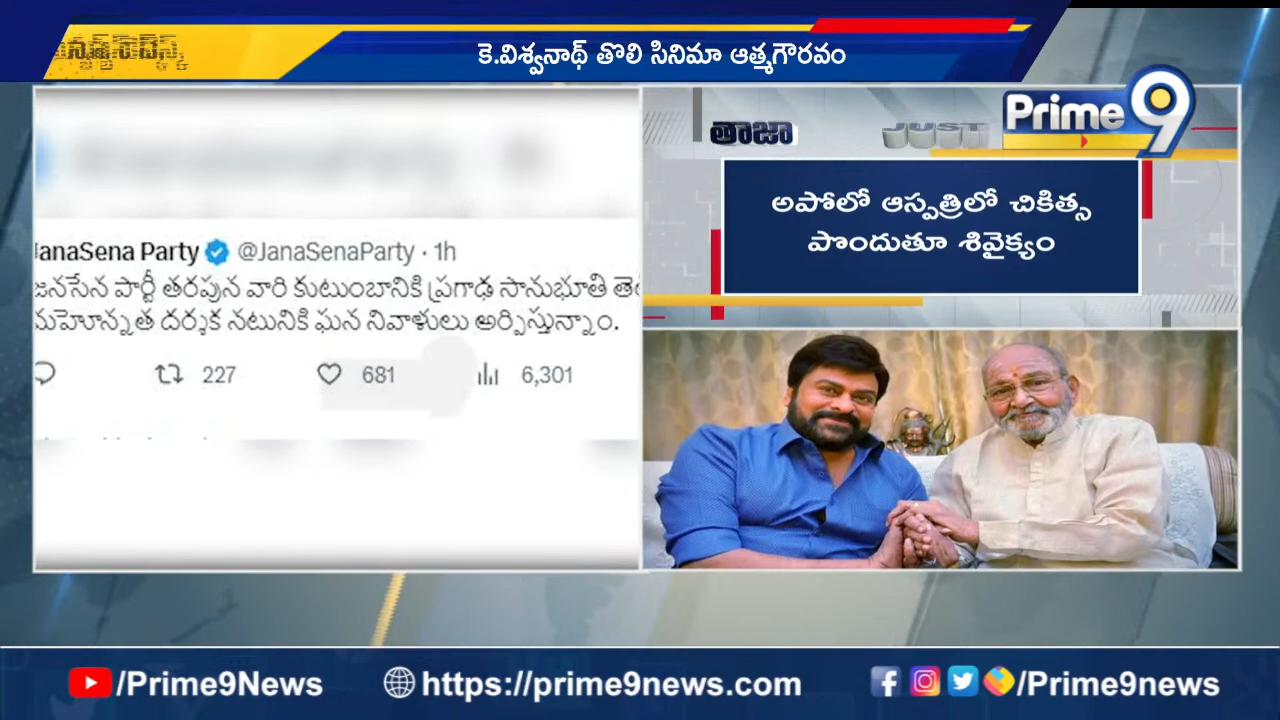 కె.విశ్వనాథ్ తొలి సినిమా ఆత్మగౌరవం
Prime9
తాజా
JUST
అపోలో ఆస్పత్రిలో చికిత్స
పొందుతూ శివైక్యం
JanaSena Party @JanaSenaParty · 1h
జనసేన పార్టీ తరపున వారి కుటుంబానికి ప్రగాఢ సానుభూతి
మహోన్నత దర్శక నటునికి ఘన నివాళులు అర్పిస్తున్నాం.
227 681 6,301
/Prime9News https://prime9news.com /Prime9news